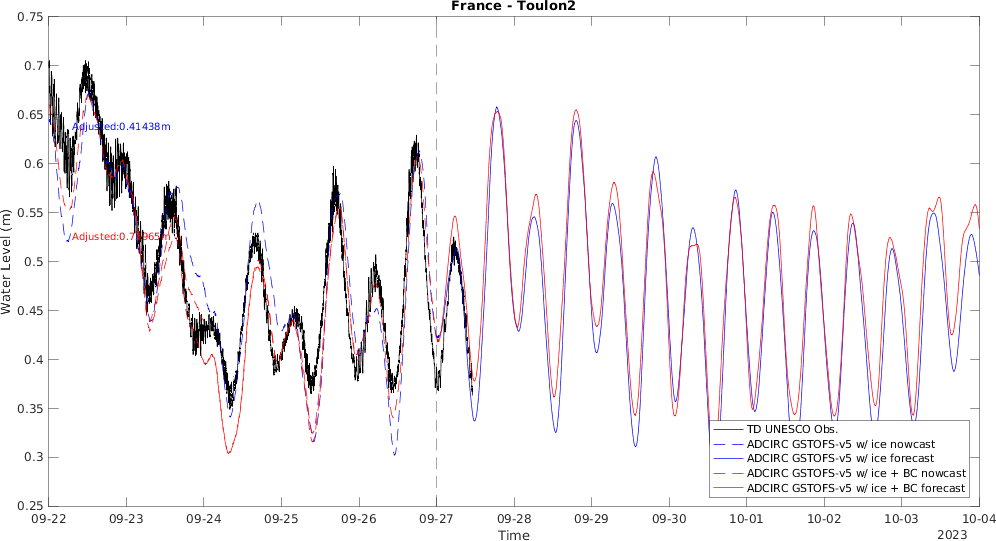 France - Toulon2
0.75
0.7
0.65
0.6
0.55
0.5
0.45
0.4
0.35
0.3
0.25
Water Level (m)
Adjusted:0.41438m
TD UNESCO Obs.
ADCIRC GSTOFS-v5 w/ ice nowcast
ADCIRC GSTOFS-v5 w/ ice forecast
ADCIRC GSTOFS-v5 w/ ice + BC nowcast
ADCIRC GSTOFS-v5 w/ ice + BC forecast
09-22 09-23 09-24 09-25 09-26 09-27 09-28 09-29 09-30 10-01 10-02 10-03 10-04
Time
2023